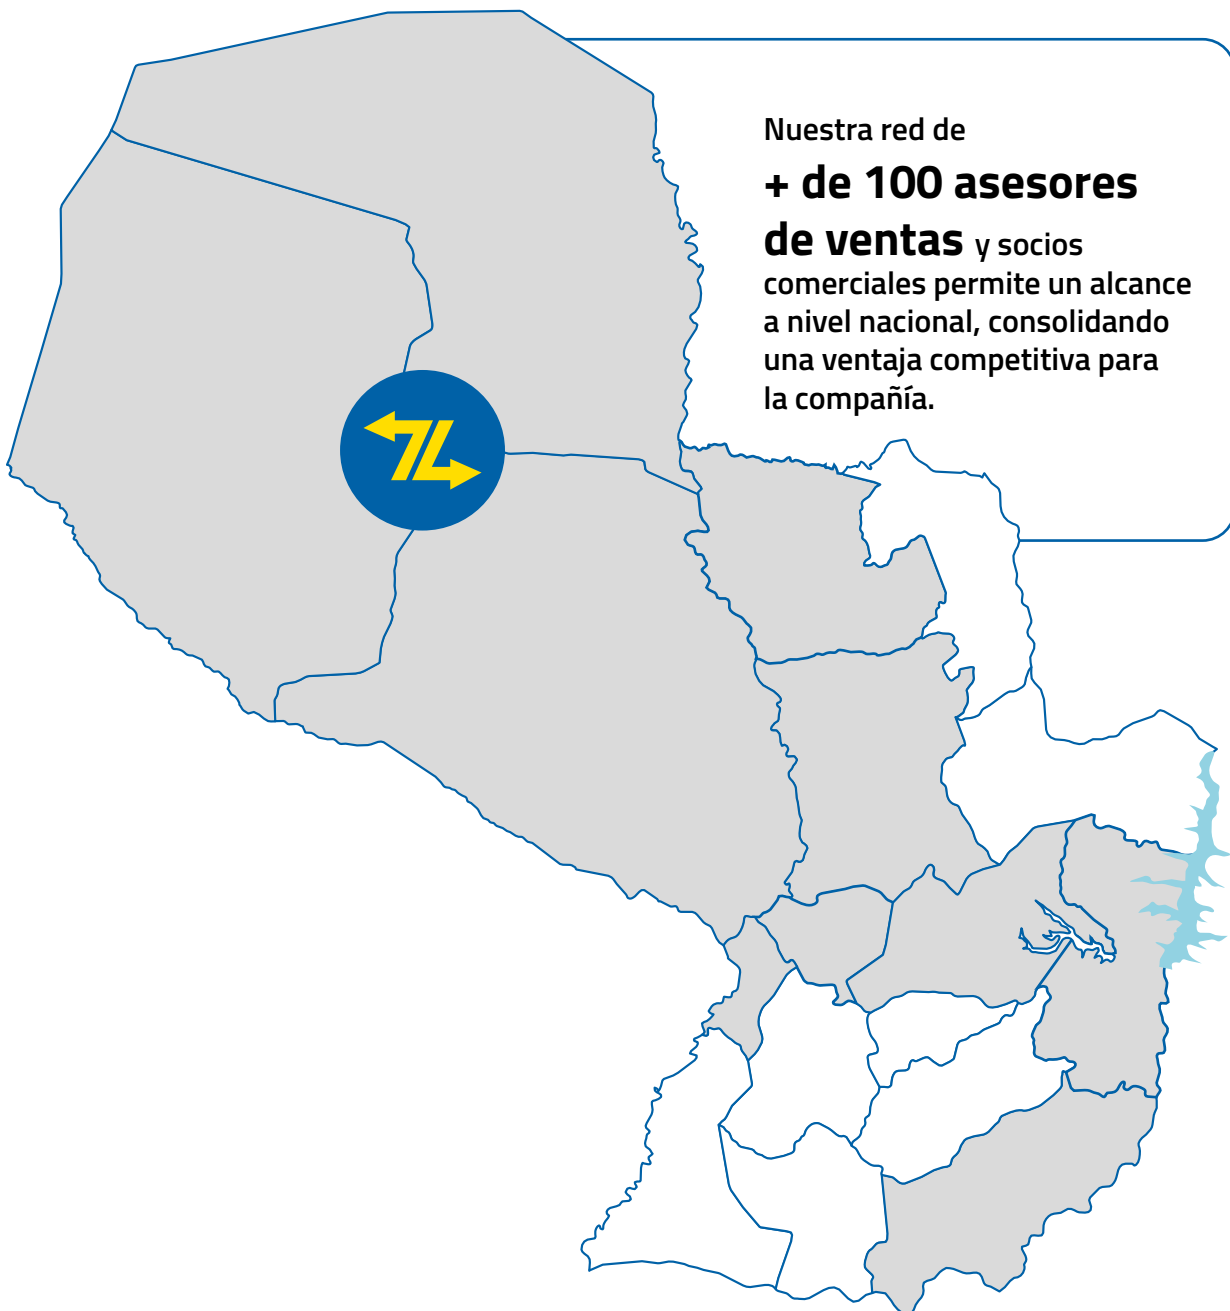 Nuestra red de
+ de 100 asesores
de ventas y socios
comerciales permite un alcance
a nivel nacional, consolidando
una ventaja competitiva para
la compañía.